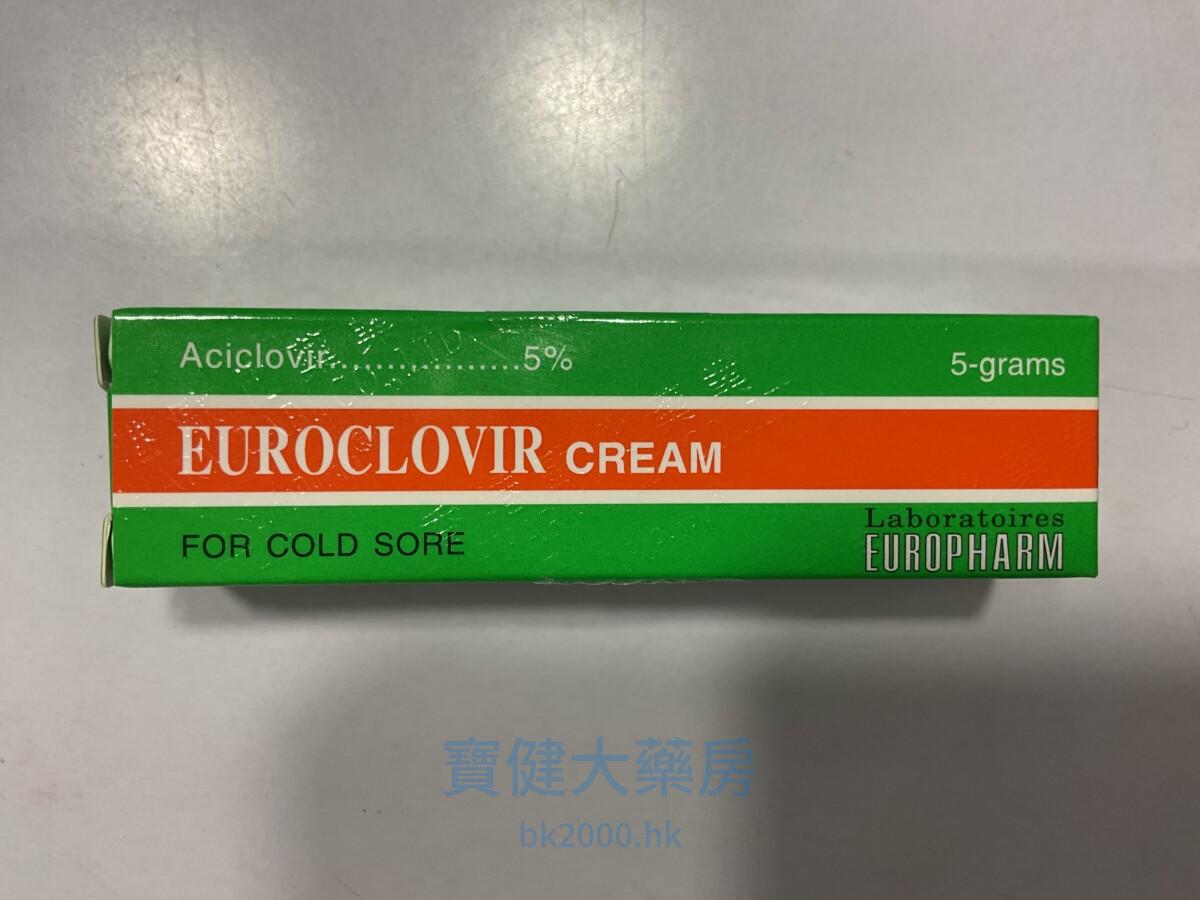 Aciclovir..................5%
5-grams
EUROCLOVIR CREAM
FOR COLD SORE
Laboratoires
EUROPHARM
寶健大藥房
bk2000.hk